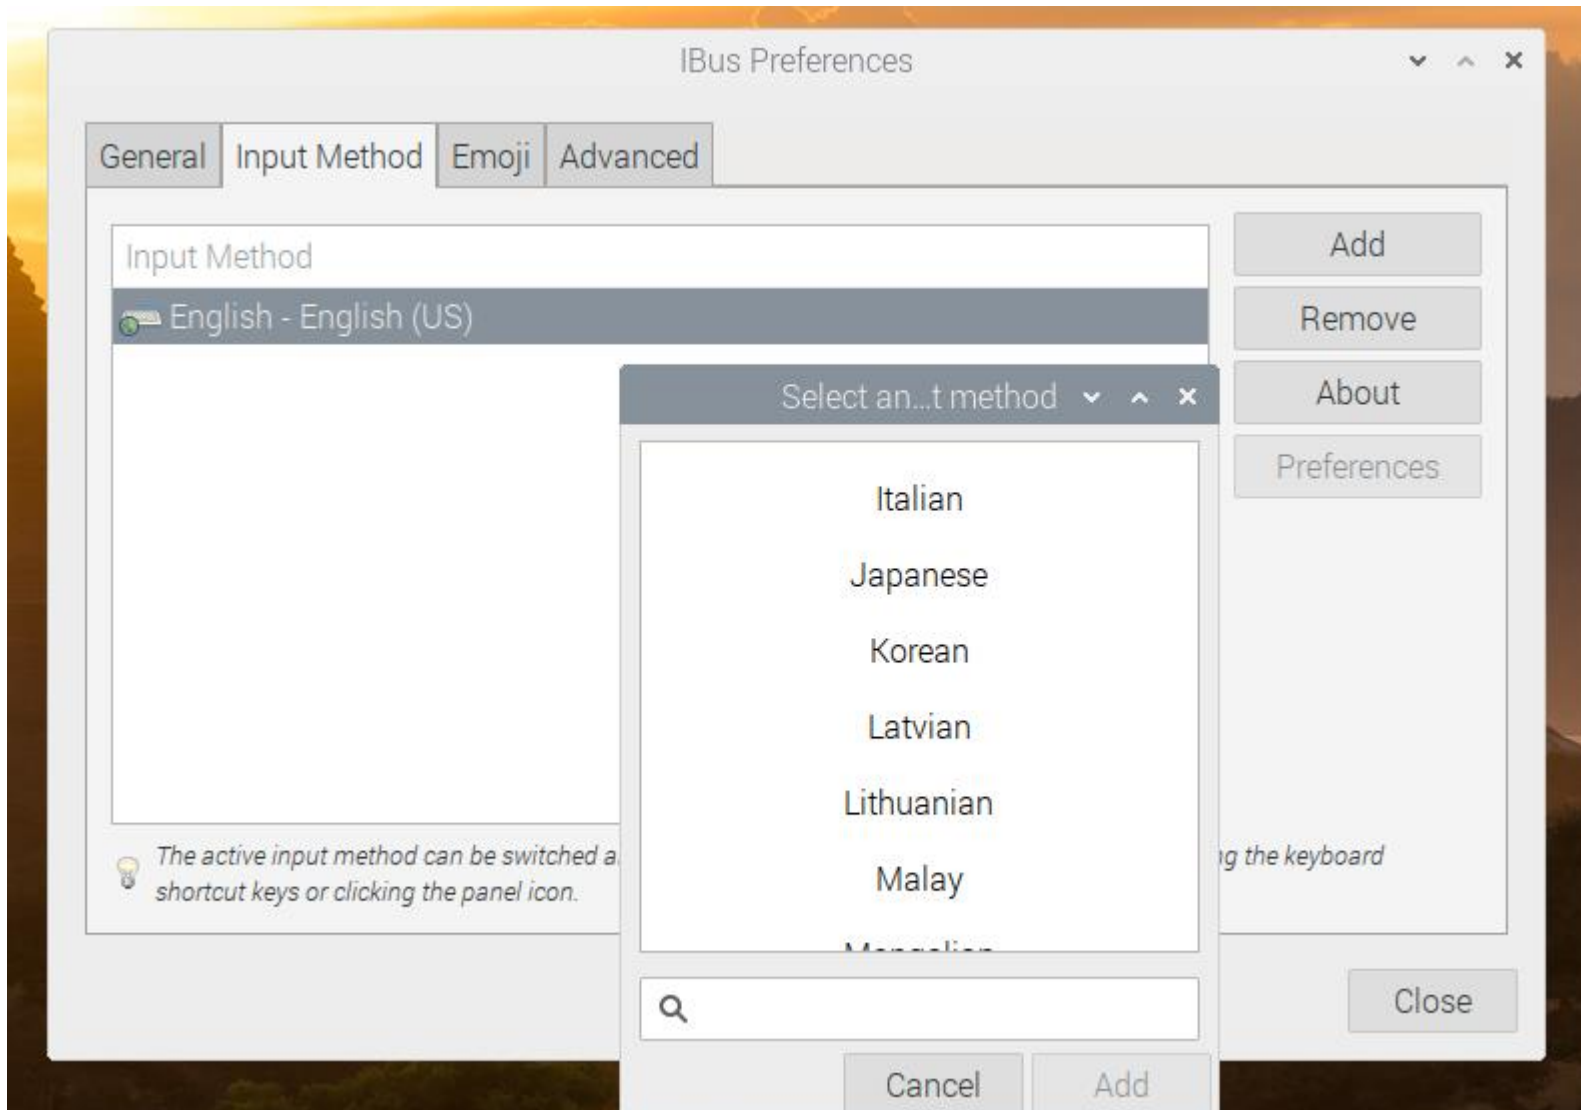 IBus Preferences
General Input Method Emoji Advanced
Input Method
English - English (US)
Add
Remove
About
Preferences
Select an...t method
Italian
Japanese
Korean
Latvian
Lithuanian
Malay
Mongolian
The active input method can be switched a
g the keyboard
shortcut keys or clicking the panel icon.
Close
Cancel Add